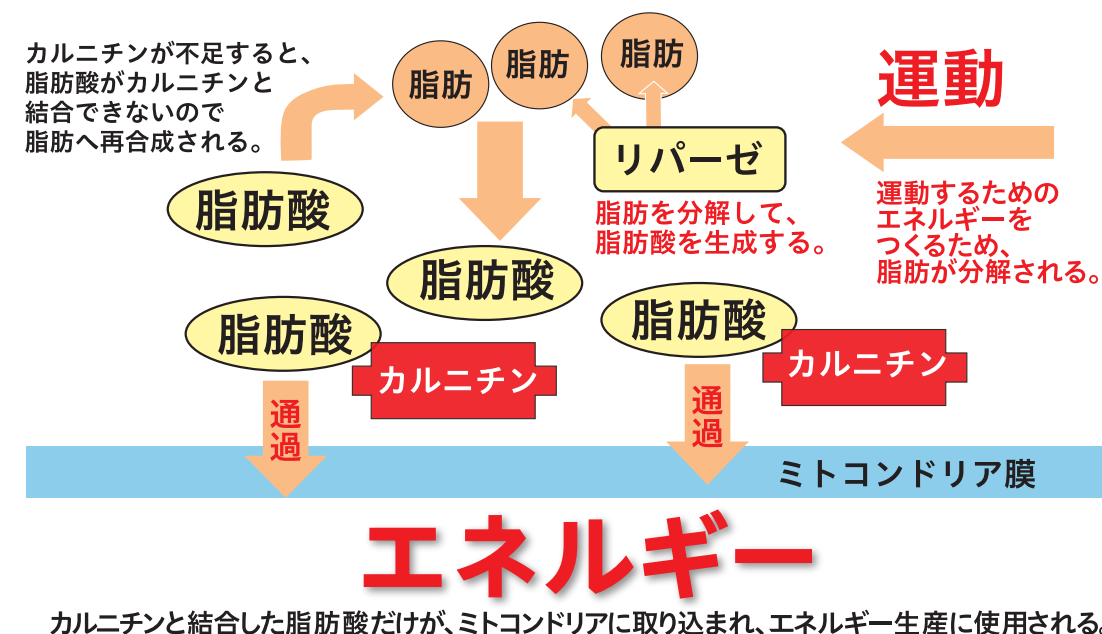 カルニチンが不足すると、
脂肪酸がカルニチンと
結合できないので
脂肪へ再合成される。
脂肪
脂肪
脂肪
運動
リパーゼ
脂肪を分解して、
脂肪酸を生成する。
運動するための
エネルギーを
つくるため、
脂肪が分解される。
脂肪酸
脂肪酸
脂肪酸
カルニチン
脂肪酸
カルニチン
通過
通過
ミトコンドリア膜
エネルギー
カルニチンと結合した脂肪酸だけが、ミトコンドリアに取り込まれ、エネルギー生産に使用される。